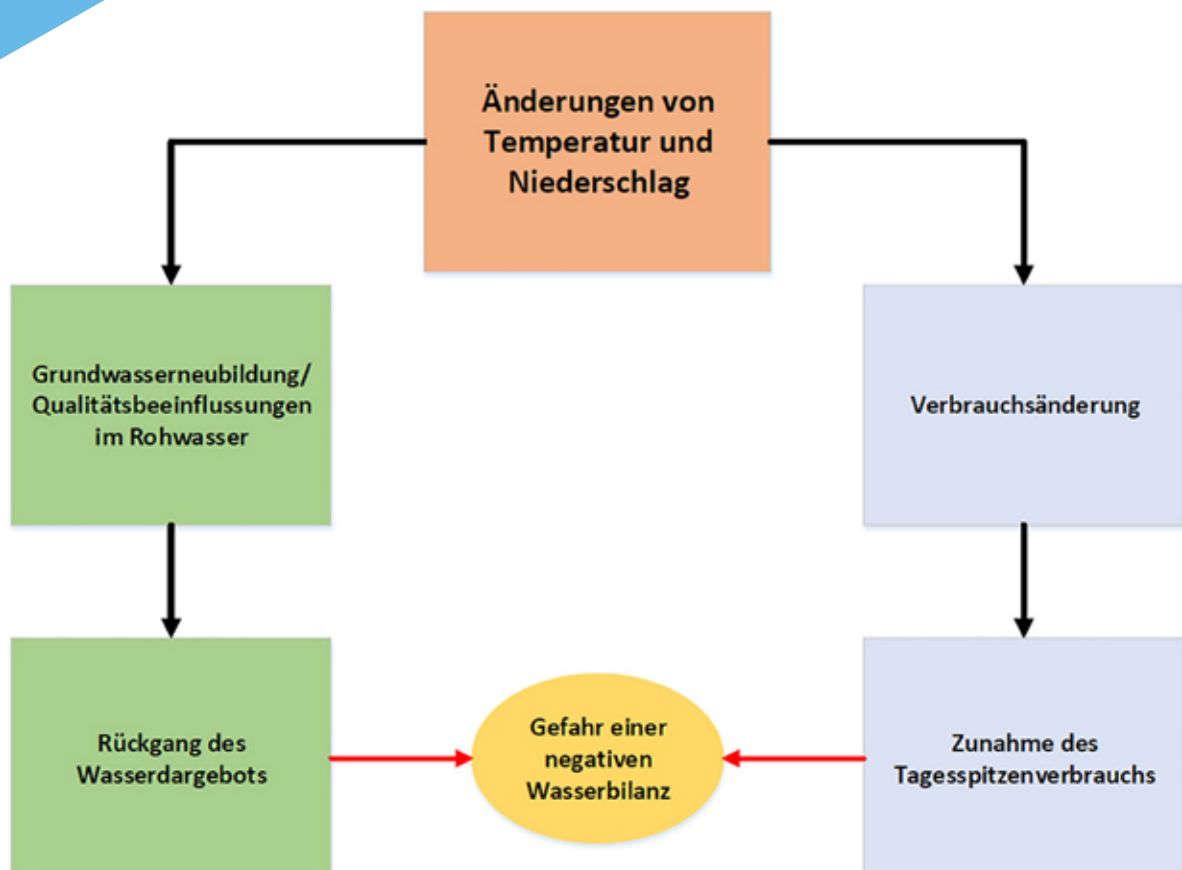 Änderungen von
Temperatur und
Niederschlag
Grundwasserneubildung/
Qualitätsbeeinflussungen
im Rohwasser
Verbrauchsänderung
Rückgang des
Wasserdargebots
Gefahr einer
negativen
Wasserbilanz
Zunahme des
Tagesspitzenverbrauchs